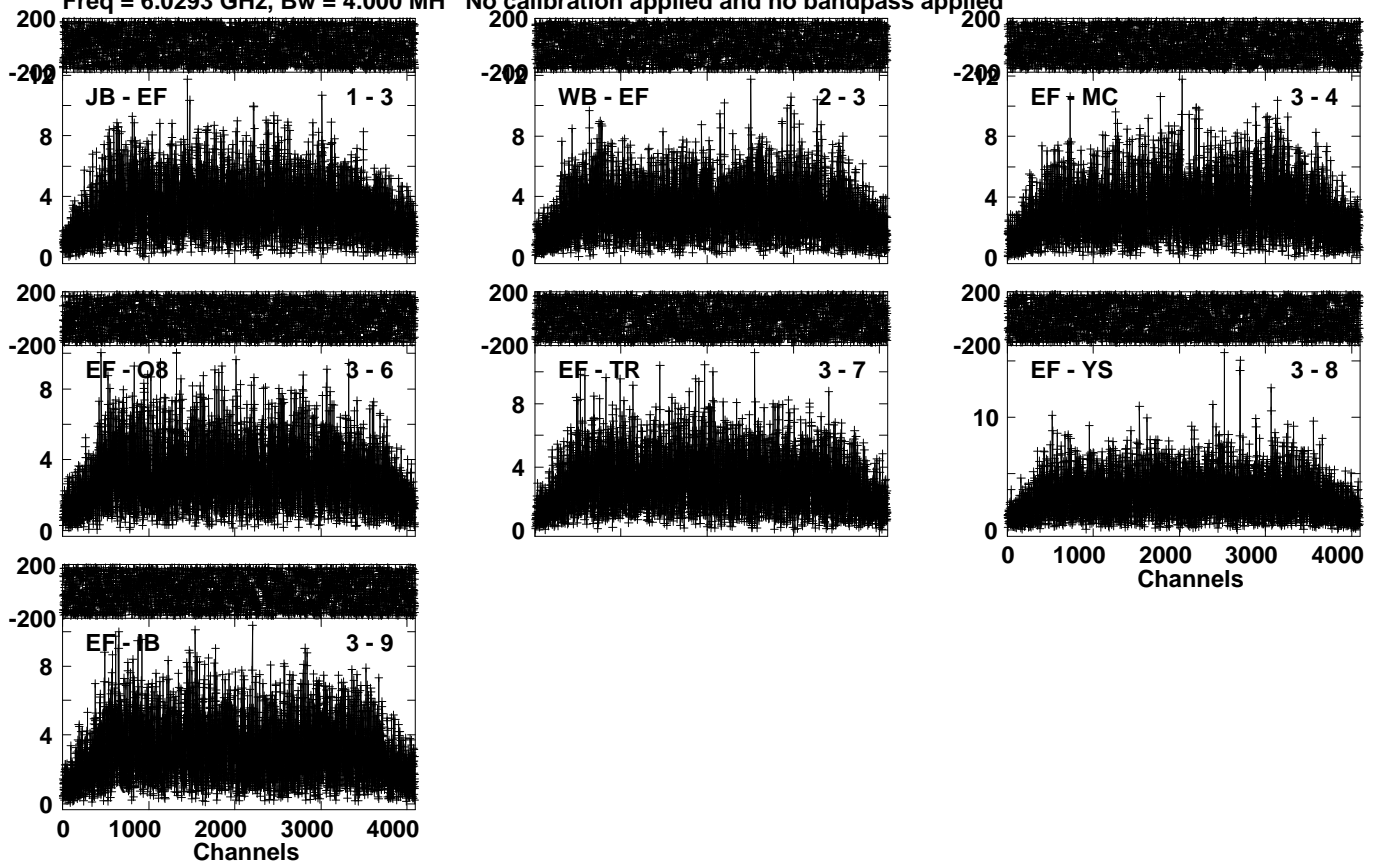 Freq = 6.0293 GHz, Bw = 4.000 MH No calibration applied and no bandpass applied
200 200 200
-200 -200 -200
12 12 12
JB - EF 1 - 3 WB - EF 2 - 3 EF - MC 3 - 4
8 8 8
4 4 4
0 0 0
200 200 200
-200 -200 -200
EF - O8 3 - 6 EF - TR 3 - 7 EF - YS 3 - 8
8 8 10
4 4
0 0 0
0 1000 2000 3000 4000
Channels
200
-200
EF - IB 3 - 9
8
4
0
0 1000 2000 3000 4000
Channels